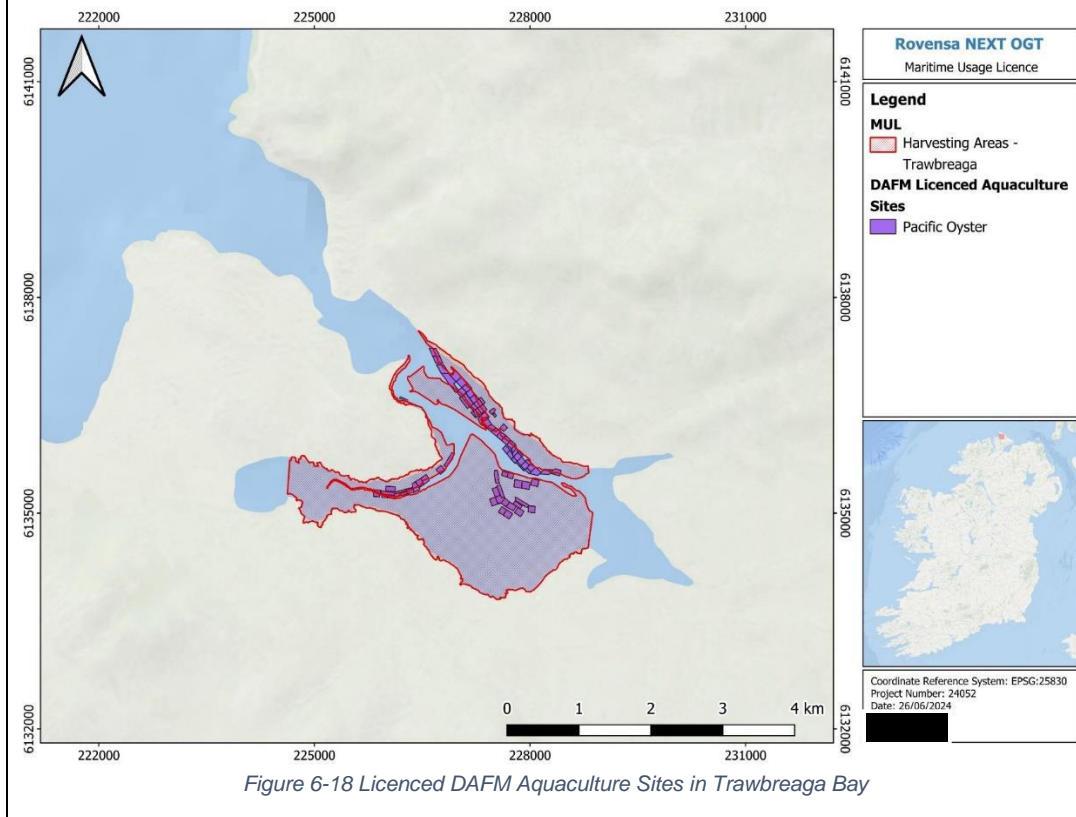 222000
225000
228000
231000
6141000
6138000
6135000
6132000
6141000
6138000
6135000
6132000
0 1 2 3 4 km
222000
225000
228000
231000
Rovensa NEXT OGT
Maritime Usage Licence
Legend
MUL
Harvesting Areas -
Trawbreaga
DAFM Licenced Aquaculture
Sites
Pacific Oyster
Coordinate Reference System: EPSG:25830
Project Number: 24052
Date: 26/06/2024
Figure 6-18 Licenced DAFM Aquaculture Sites in Trawbreaga Bay